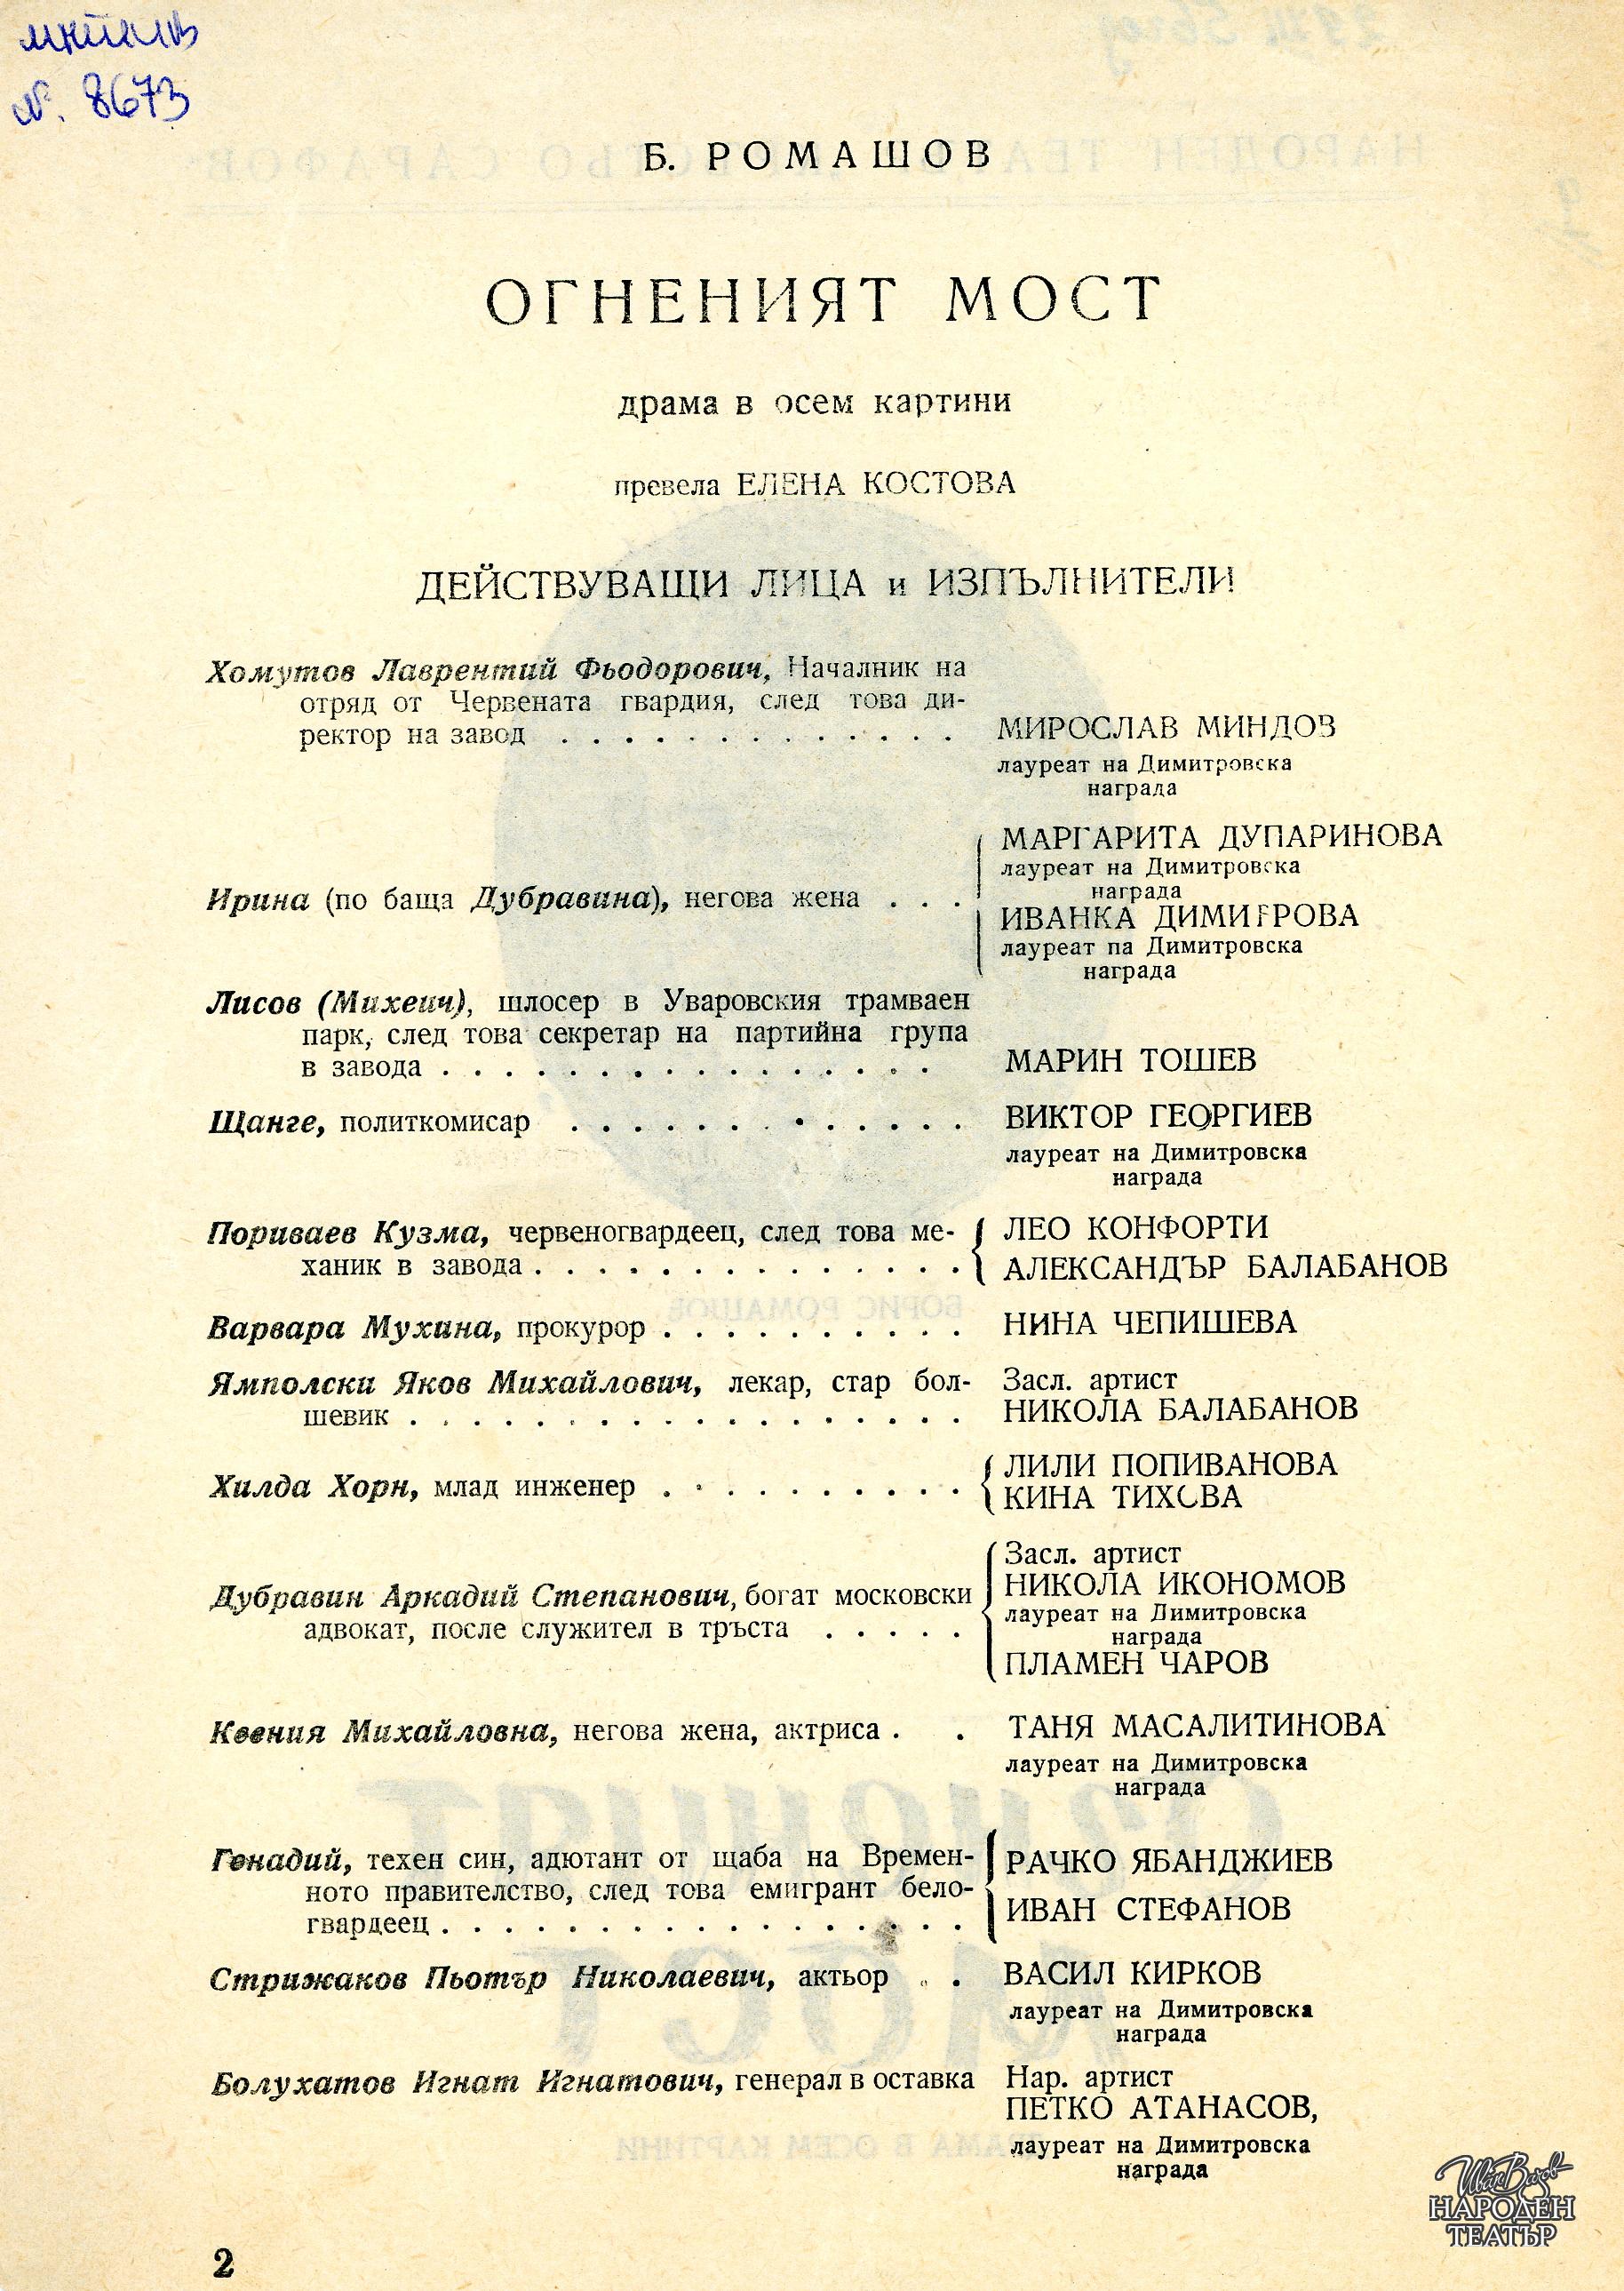 №. 8673
Б. РОМАШОВ
ОГНЕНИЯТ МОСТ
драма в осем картини
превела ЕЛЕНА КОСТОВА
ДЕЙСТВУВАЩИ ЛИЦА и ИЗПЪЛНИТЕЛИ
Хомутов Лаврентий Фьодорович, Началник на
отряд от Червената гвардия, след това ди-
ректор на завод . . . . . . . . . . . . .
МИРОСЛАВ МИНДОВ
лауреат на Димитровска
награда
Ирина (по баща Дубравина), негова жена . . .
МАРГАРИТА ДУПАРИНОВА
лауреат на Димитровска
награда
ИВАНКА ДИМИТРОВА
лауреат па Димитровска
награда
Лисов (Михеич), шлосер в Уваровския трамваен
парк, след това секретар на партийна група
в завода . . . . . . . . . . . . . . . .
МАРИН ТОШЕВ
Щанге, политкомисар . . . . . . . . . . . . .
ВИКТОР ГЕОРГИЕВ
лауреат на Димитровска
награда
Пориваев Кузма, червеногвардеец, след това ме-
ханик в завода . . . . . . . . . . . . . .
ЛЕО КОНФОРТИ
АЛЕКСАНДЪР БАЛАБАНОВ
Варвара Мухина, прокурор . . . . . . . . . .
НИНА ЧЕПИШЕВА
Ямполски Яков Михайлович, лекар, стар бол-
шевик . . . . . . . . . . . . . . . . . .
Засл. артист
НИКОЛА БАЛАБАНОВ
Хилда Хорн, млад инженер . . . . . . . . . .
ЛИЛИ ПОПИВАНОВА
КИНА ТИХОВА
Дубравин Аркадий Степанович, богат московски
адвокат, после служител в тръста . . . . .
Засл. артист
НИКОЛА ИКОНОМОВ
лауреат на Димитровска
награда
ПЛАМЕН ЧАРОВ
Ксения Михайловна, негова жена, актриса . .
ТАНЯ МАСАЛИТИНОВА
лауреат на Димитровска
награда
Генадий, техен син, адютант от щаба на Времен-
ното правителство, след това емигрант бело-
гвардеец . . . . . . . . . . . . . . . . .
РАЧКО ЯБАНДЖИЕВ
ИВАН СТЕФАНОВ
Стрижаков Пьотър Николаевич, актьор . .
ВАСИЛ КИРКОВ
лауреат на Димитровска
награда
Болухатов Игнат Игнатович, генерал в оставка
Нар. артист
ПЕТКО АТАНАСОВ,
лауреат на Димитровска
награда
2
Иван Вазов
НАРОДЕН
ТЕАТЪР